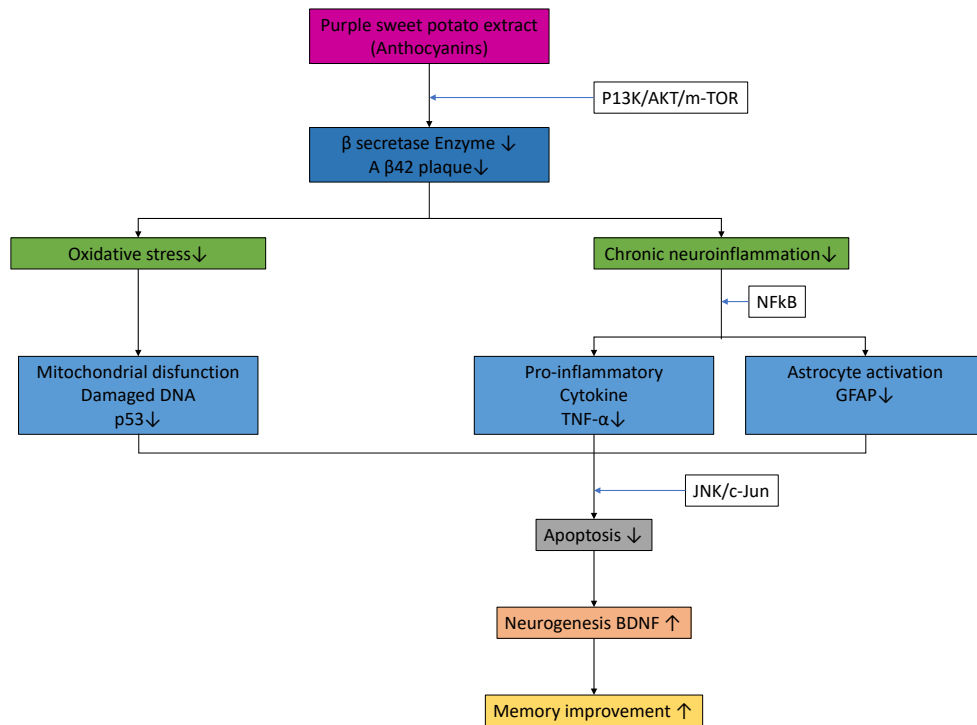 Purple sweet potato extract
(Anthocyanins)
P13K/AKT/m-TOR
β secretase Enzyme ↓
A β42 plaque↓
Oxidative stress↓
Chronic neuroinflammation↓
NFkB
Mitochondrial disfunction
Damaged DNA
p53↓
Pro-inflammatory
Cytokine
TNF-α↓
Astrocyte activation
GFAP↓
JNK/c-Jun
Apoptosis ↓
Neurogenesis BDNF ↑
Memory improvement ↑